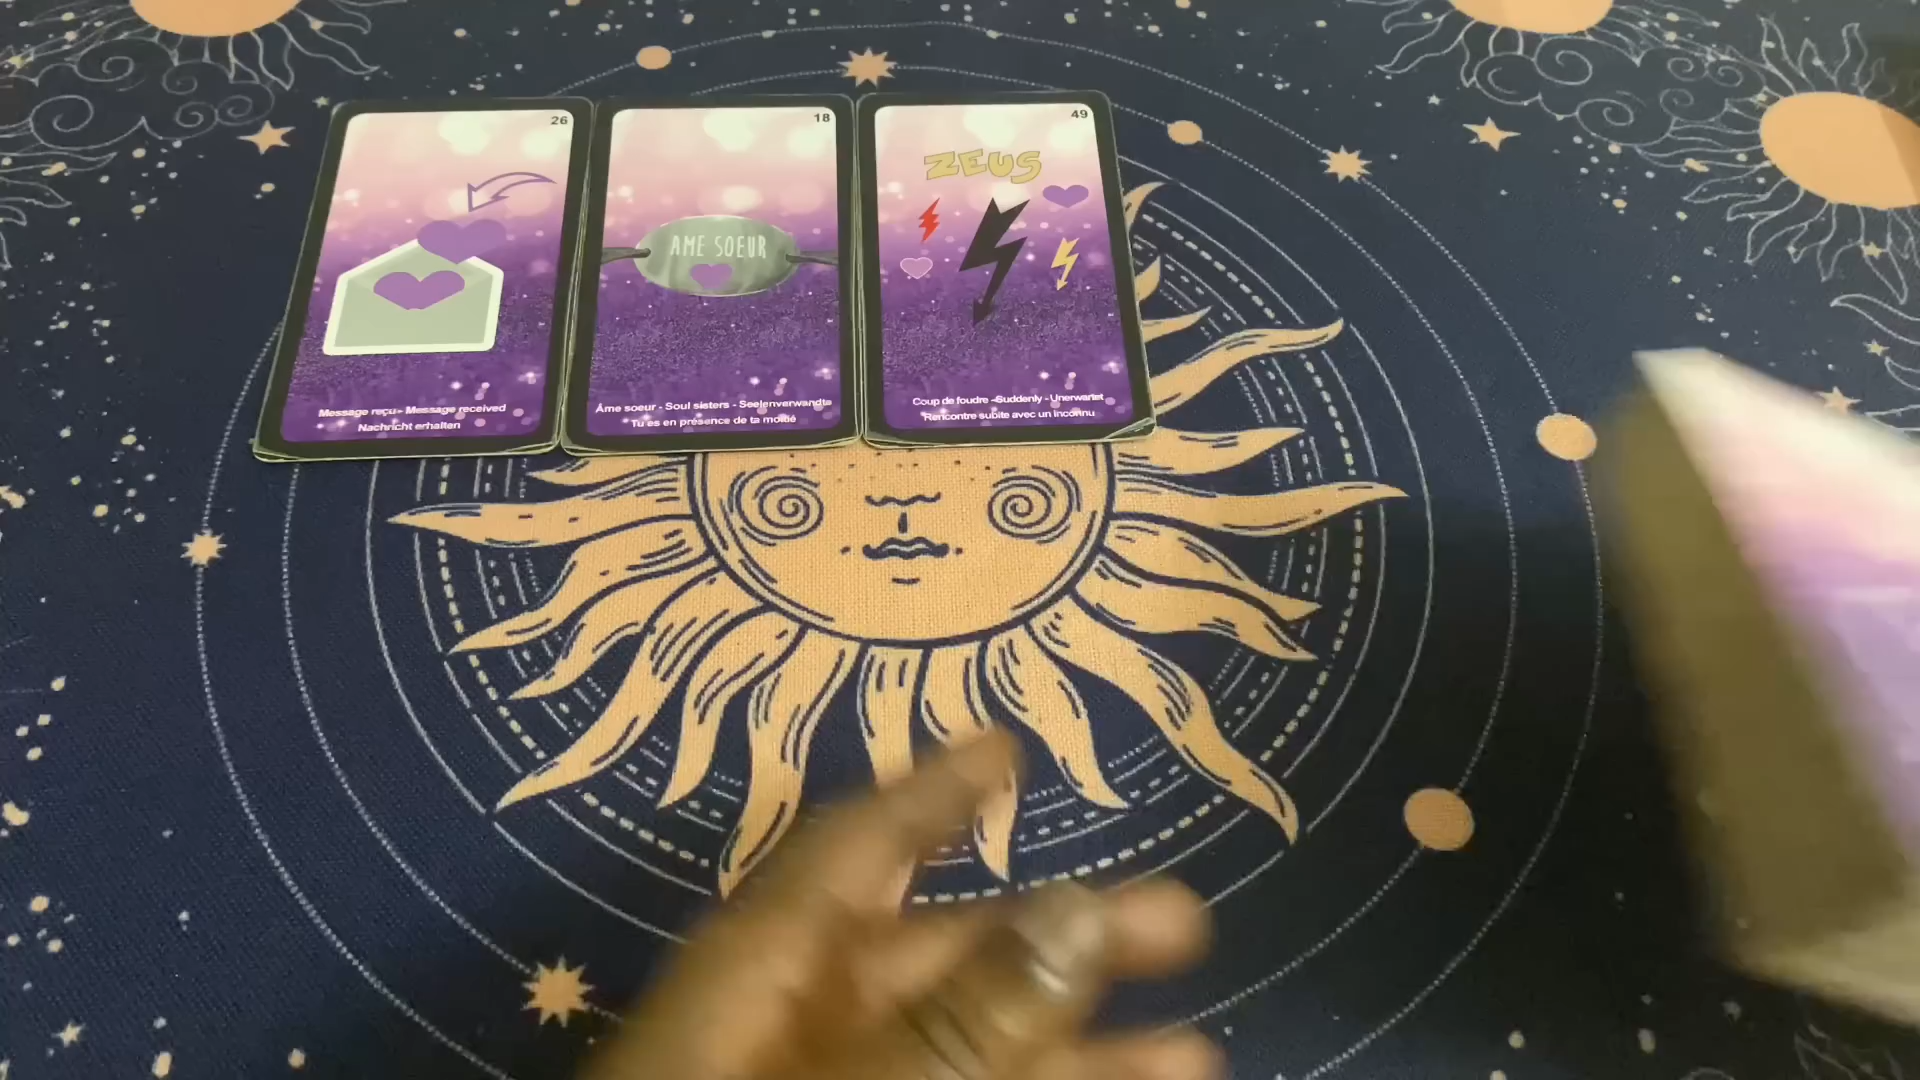 26
Message reçu - Message received
Nachricht erhalten
18
AME SOEUR
Âme soeur - Soul sisters - Seelenverwandte
Tu es en présence de ta moitié
49
ZEUS
Coup de foudre - Suddenly - Unerwartet
Rencontre subite avec un inconnu